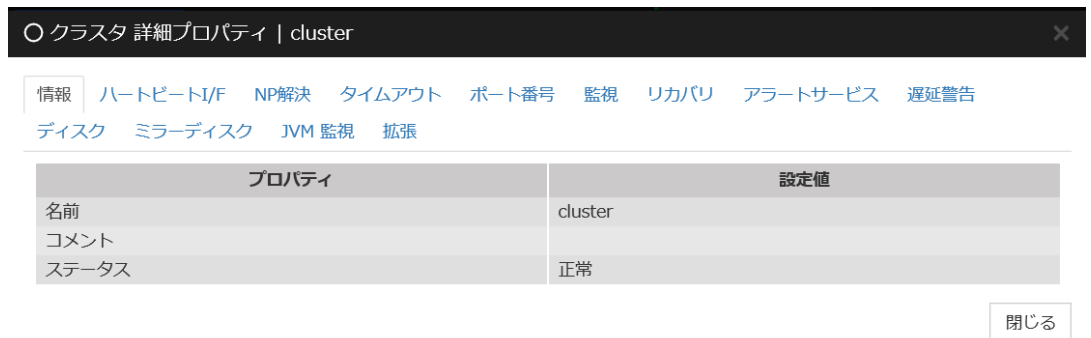 クラスタ 詳細プロパティ | cluster ×
情報 ハートビートI/F NP解決 タイムアウト ポート番号 監視 リカバリ アラートサービス 遅延警告
ディスク ミラーディスク JVM 監視 拡張
プロパティ 設定値
名前 cluster
コメント
ステータス 正常
閉じる